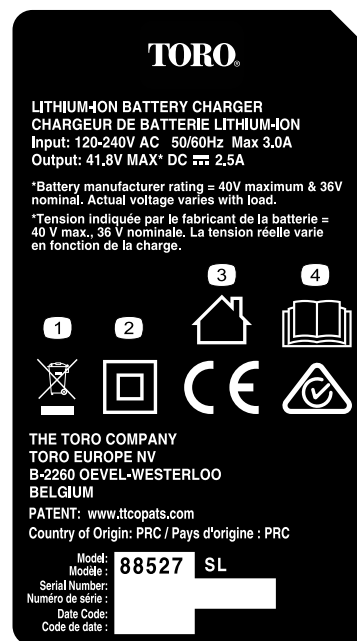 TORO.
LITHIUM-ION BATTERY CHARGER
CHARGEUR DE BATTERIE LITHIUM-ION
Input: 120-240V AC 50/60Hz Max 3.0A
Output: 41.8V MAX* DC 2.5A
*Battery manufacturer rating = 40V maximum & 36V
nominal. Actual voltage varies with load.
*Tension indiquée par le fabricant de la batterie =
40 V max., 36 V nominale. La tension réelle varie
en fonction de la charge.
3 4
1 2
CE
THE TORO COMPANY
TORO EUROPE NV
B-2260 OEVEL-WESTERLOO
BELGIUM
PATENT: www.ttcopats.com
Country of Origin: PRC / Pays d'origine : PRC
Model:
Modèle : 88527 SL
Serial Number:
Numéro de série :
Date Code:
Code de date :